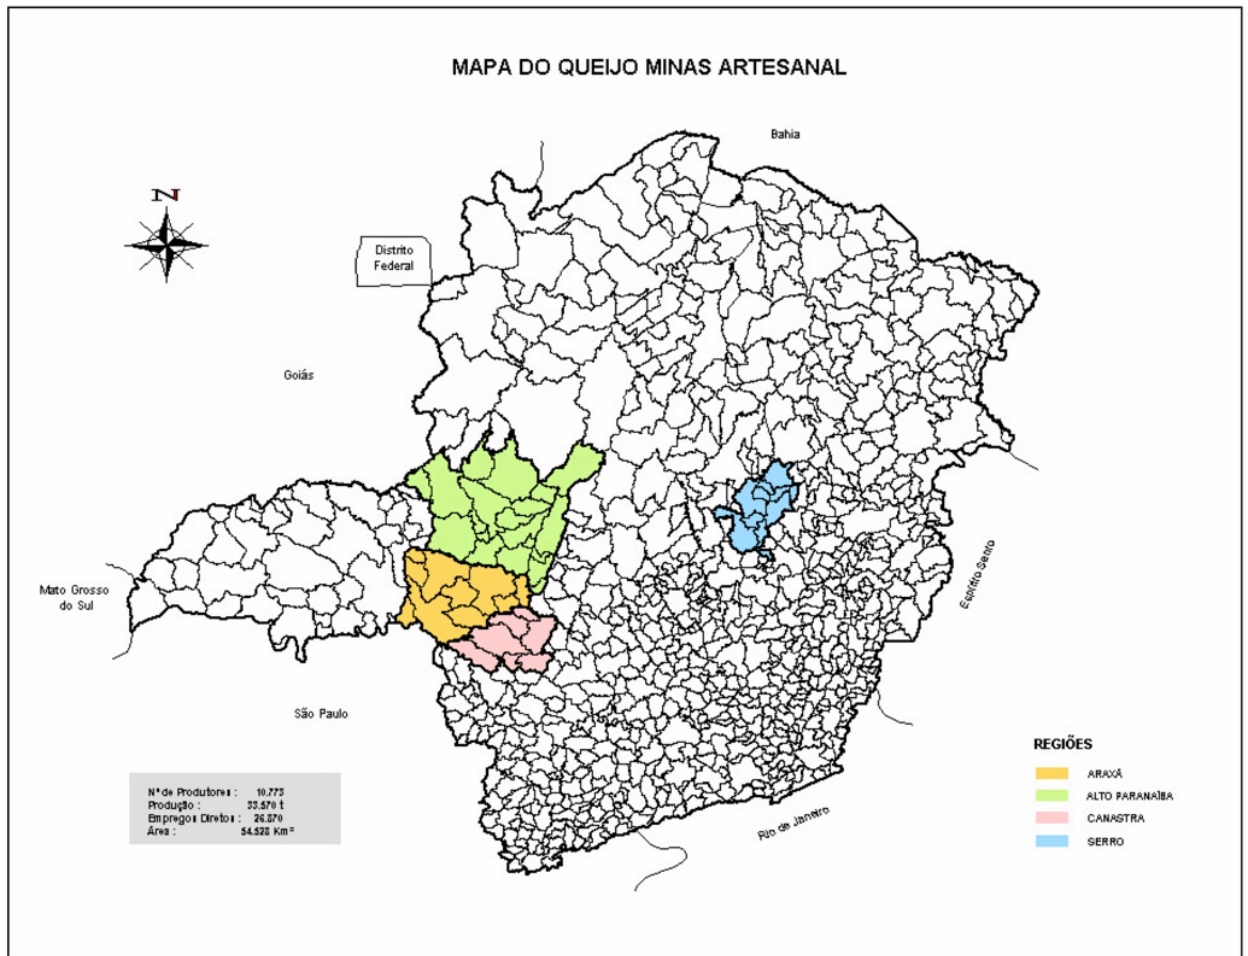 MAPA DO QUEIJO MINAS ARTESANAL
Bahia
N
Distrito
Federal
Goiás
Mato Grosso
do Sul
Espírito Santo
São Paulo
Rio de Janeiro
REGIÕES
ARAXÁ
ALTO PARANAÍBA
CANASTRA
SERRO
Nº de Produtores : 10.773
Produção : 33.570 t
Empregos Diretos : 26.870
Área : 54.528 Km²